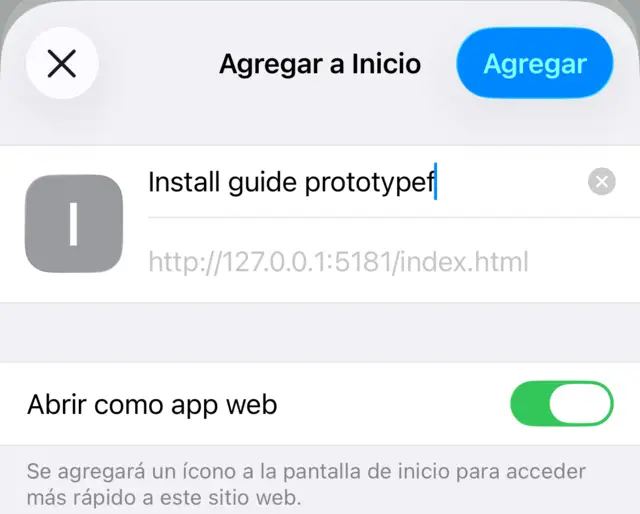 Agregar a Inicio
Agregar
I
Install guide prototypef
http://127.0.0.1:5181/index.html
Abrir como app web
Se agregará un ícono a la pantalla de inicio para acceder
más rápido a este sitio web.